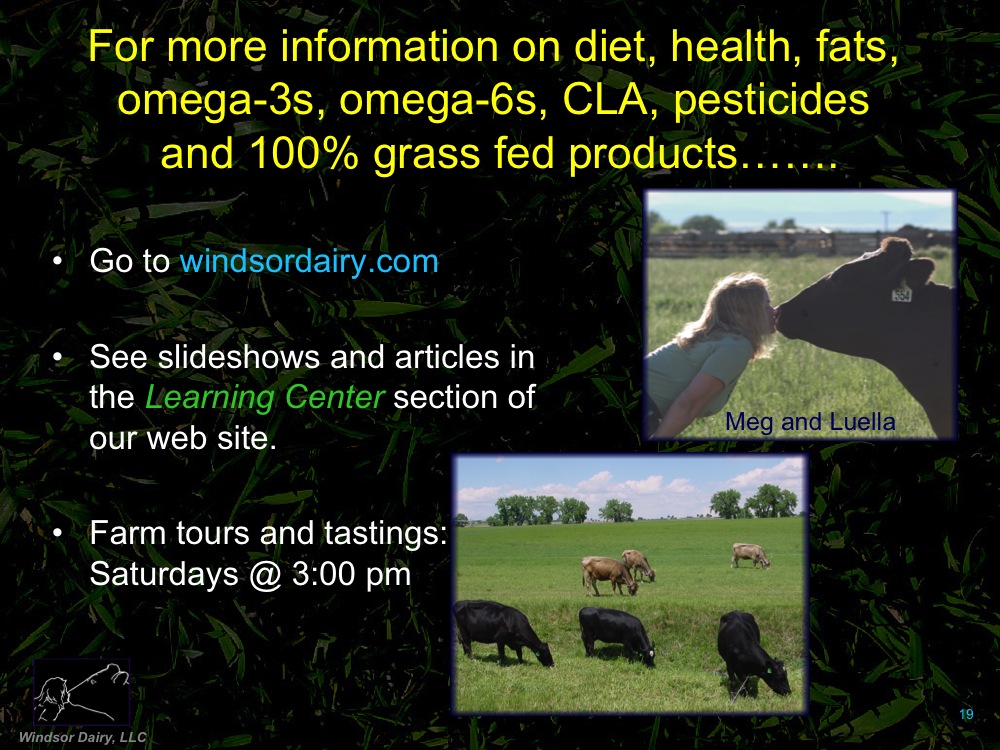 For more information on diet, health, fats,
omega-3s, omega-6s, CLA, pesticides
and 100% grass fed products…….
• Go to windsordairy.com
• See slideshows and articles in
the Learning Center section of
our web site.
• Farm tours and tastings:
Saturdays @ 3:00 pm
554
Meg and Luella
Windsor Dairy, LLC
19